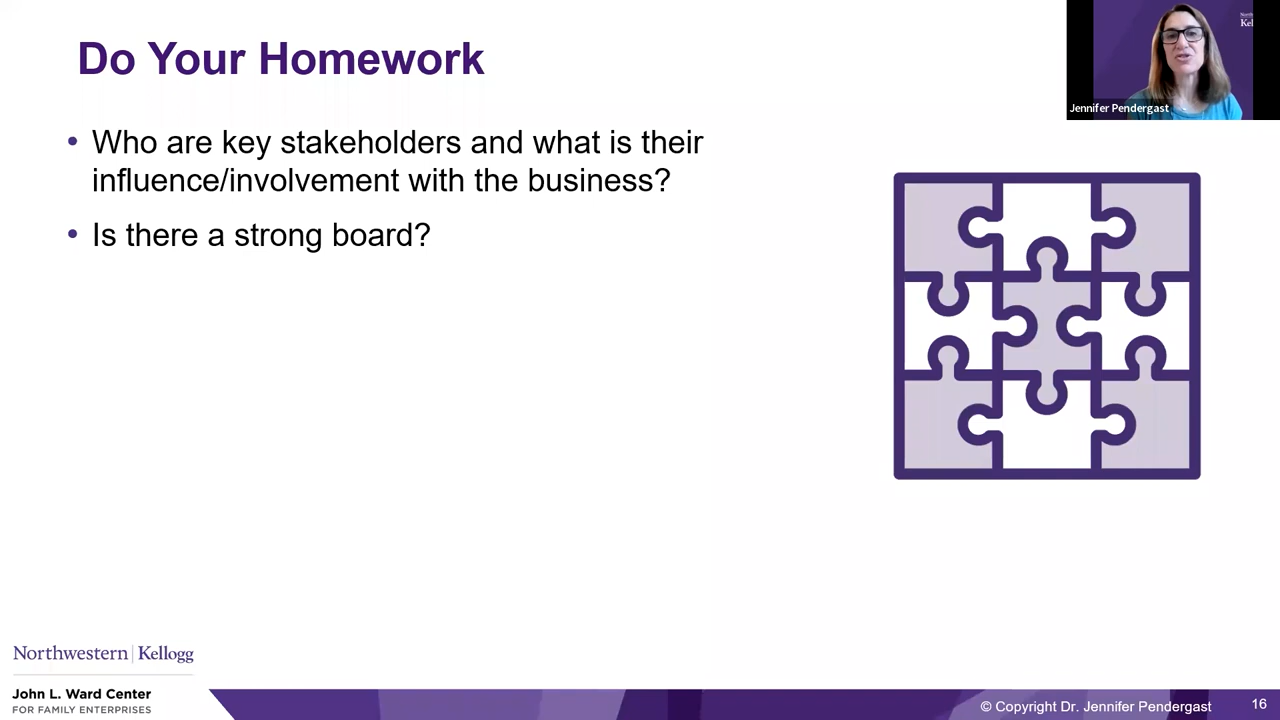 Do Your Homework
Jennifer Pendergast
• Who are key stakeholders and what is their
influence/involvement with the business?
• Is there a strong board?
Northwestern | Kellogg
John L. Ward Center
FOR FAMILY ENTERPRISES
© Copyright Dr. Jennifer Pendergast
16